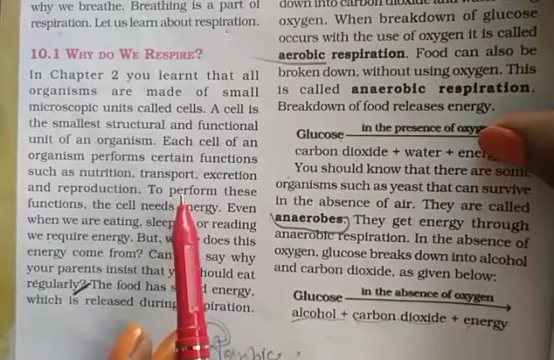 why we breathe. Breathing is a part of
respiration. Let us learn about respiration.
10.1 WHY DO WE RESPIRE?
In Chapter 2 you learnt that all
organisms are made of small
microscopic units called cells. A cell is
the smallest structural and functional
unit of an organism. Each cell of an
organism performs certain functions
such as nutrition, transport, excretion
and reproduction. To perform these
functions, the cell needs energy. Even
when we are eating, or reading
we require energy. But, does this
energy come from? Can say why
your parents insist that should eat
regularly? The food has energy,
which is released during
down into carbon dioxide and
oxygen. When breakdown of glucose
occurs with the use of oxygen it is called
aerobic respiration. Food can also be
broken down, without using oxygen. This
is called anaerobic respiration.
Breakdown of food releases energy.
Glucose in the presence of
carbon dioxide + water +
You should know that there are some
organisms such as yeast that can survive
in the absence of air. They are called
anaerobes. They get energy through
anaerobic respiration. In the absence of
oxygen, glucose breaks down into alcohol
and carbon dioxide, as given below:
Glucose in the absence of oxygen
alcohol + carbon dioxide + energy